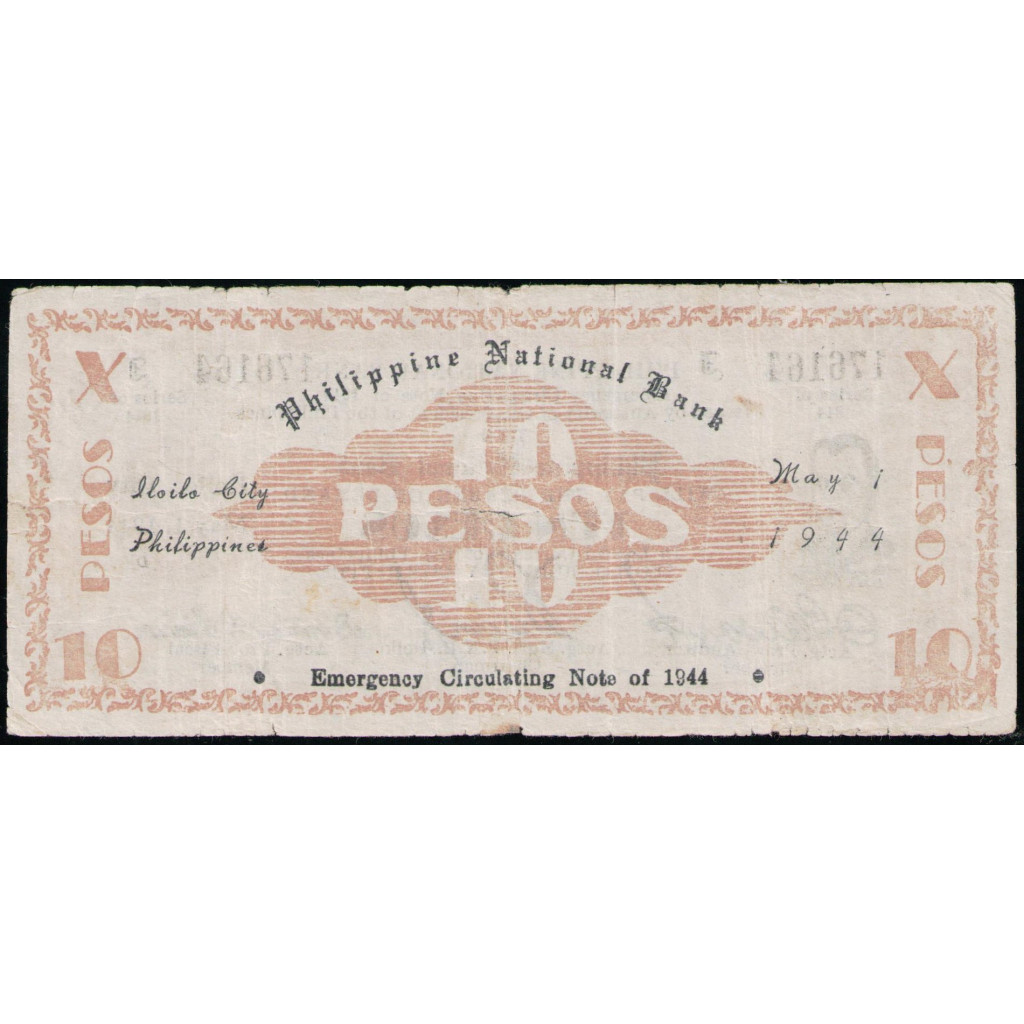 Philippine National Bank
X
X
10
PESOS
10
PESOS
PESOS
Iloilo City
Philippines
May 1
1944
10
10
Emergency Circulating Note of 1944